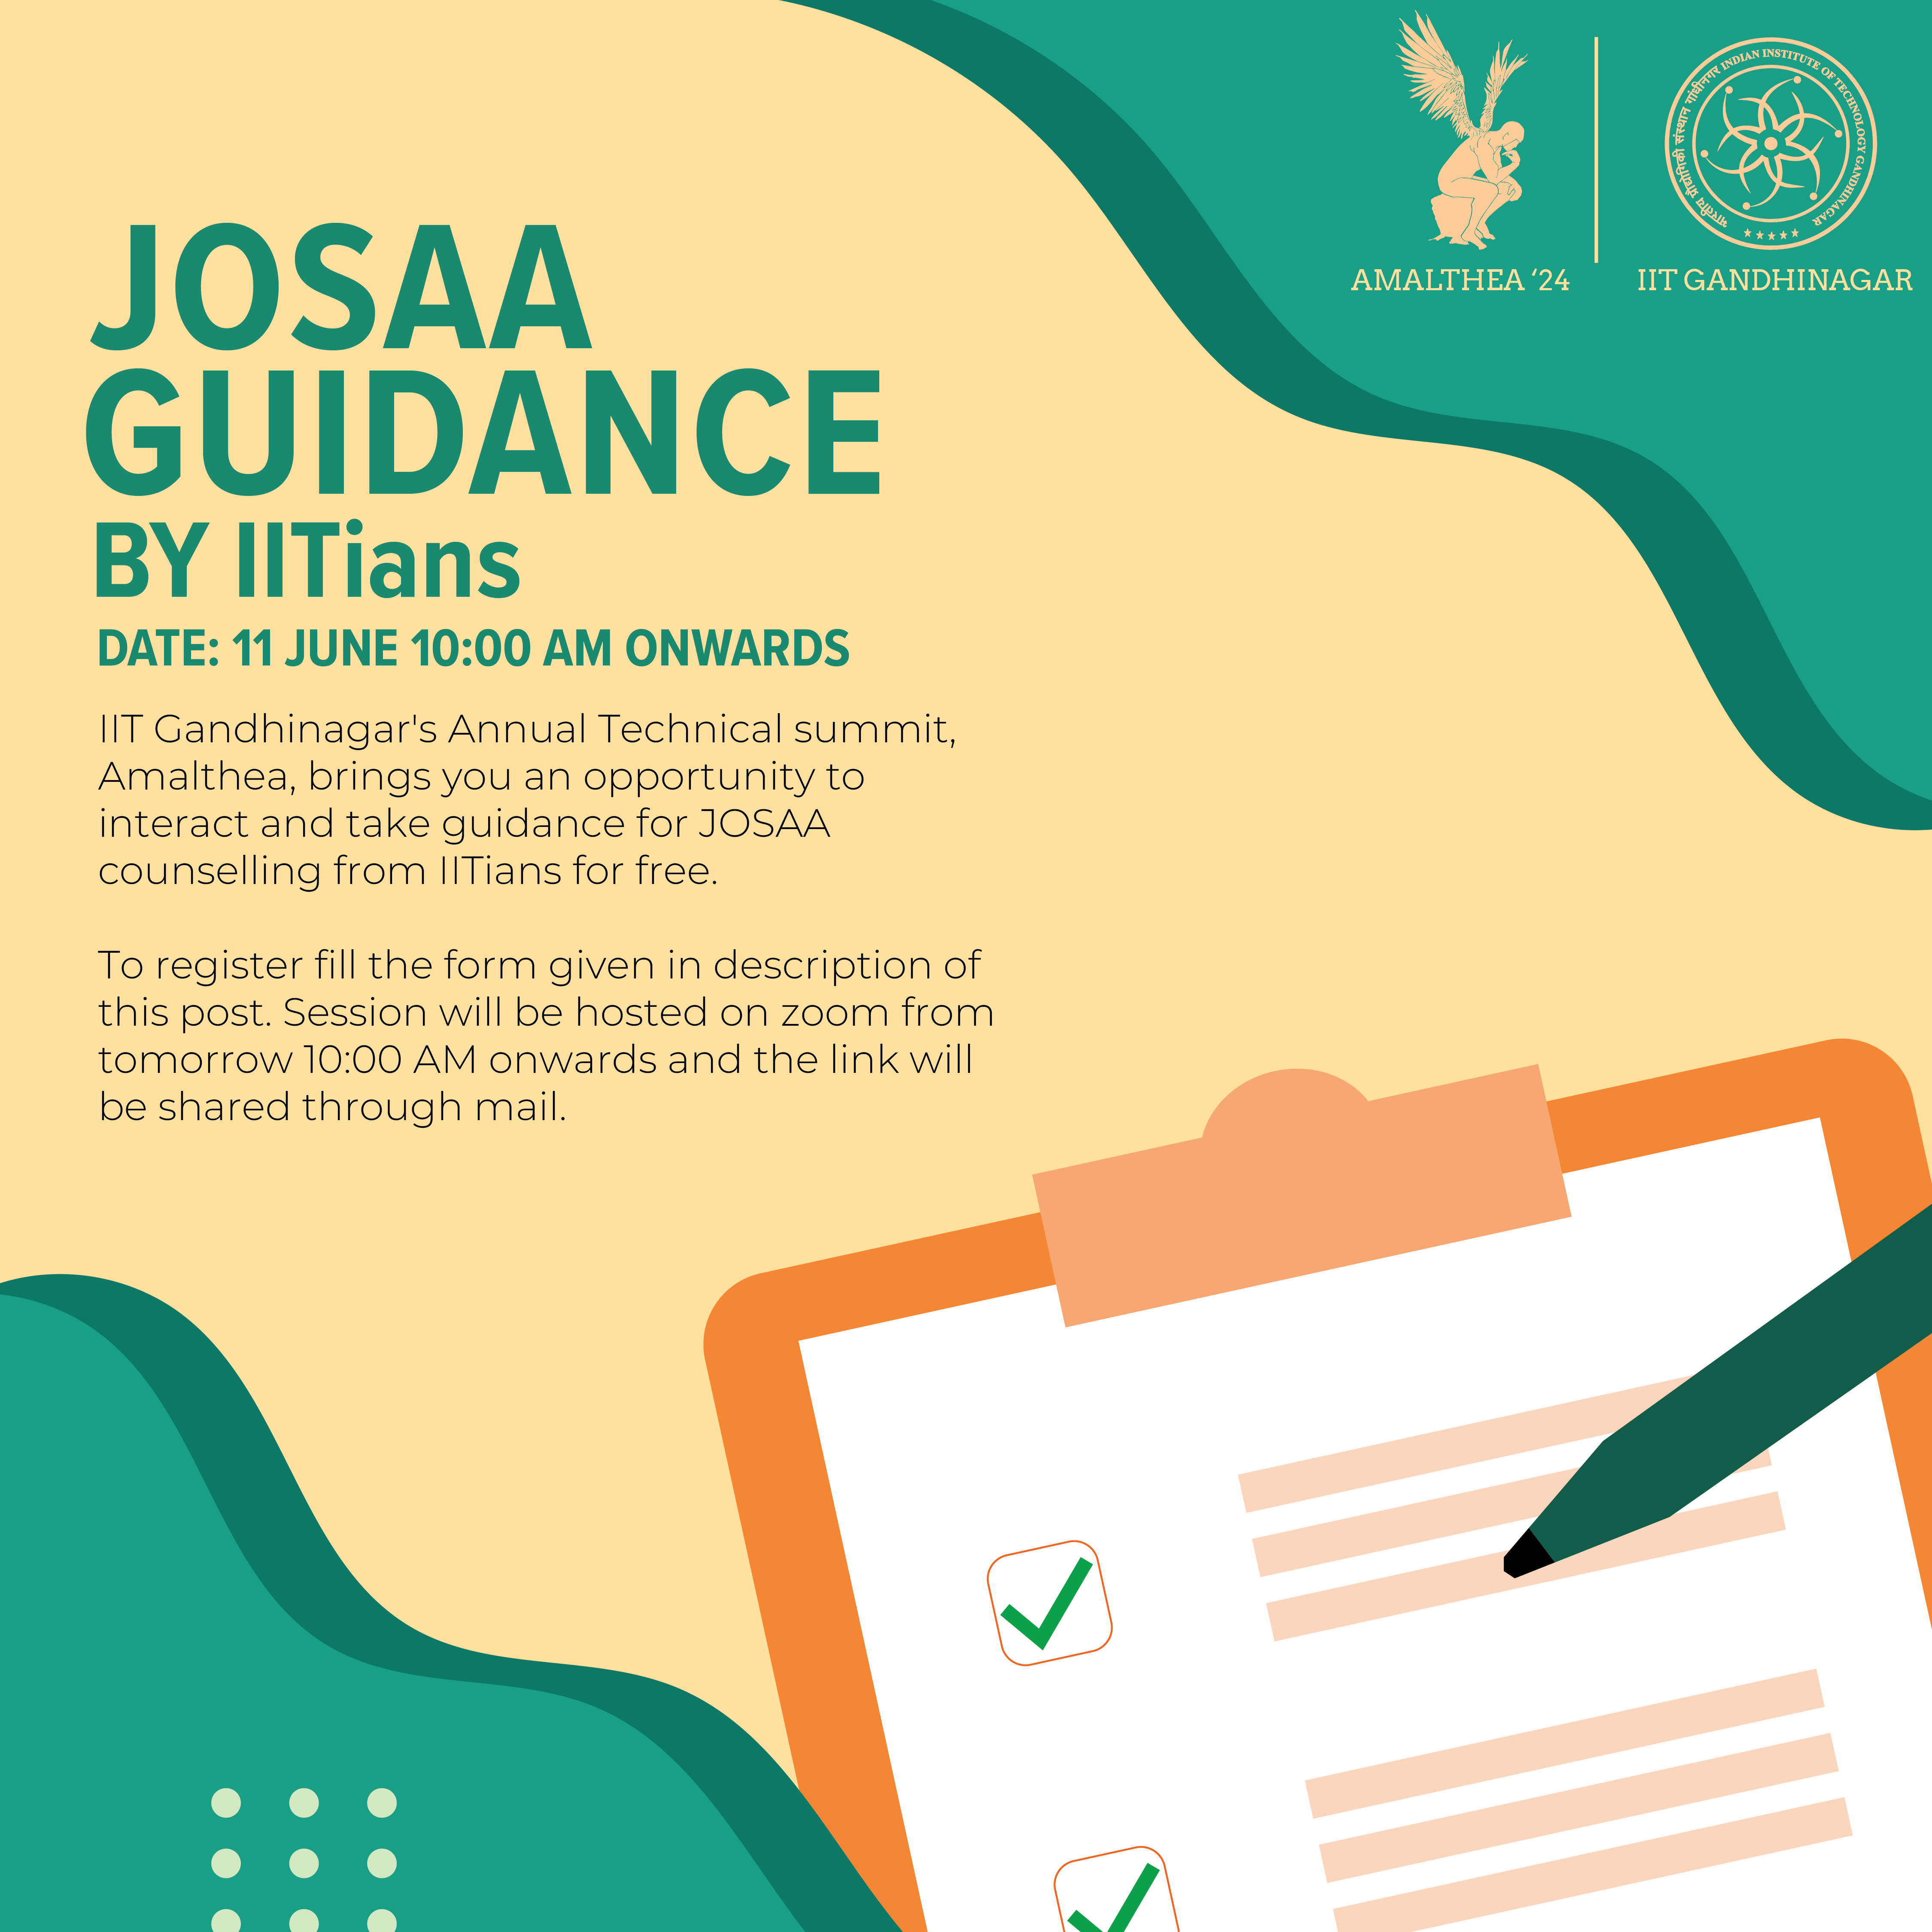 भारतीय प्रौद्योगिकी संस्थान गांधीनगर INDIAN INSTITUTE OF TECHNOLOGY GANDHINAGAR
AMALTHEA ‘24
IIT GANDHINAGAR
JOSAA
GUIDANCE
BY IITians
DATE: 11 JUNE 10:00 AM ONWARDS
IIT Gandhinagar's Annual Technical summit,
Amalthea, brings you an opportunity to
interact and take guidance for JOSAA
counselling from IITians for free.
To register fill the form given in description of
this post. Session will be hosted on zoom from
tomorrow 10:00 AM onwards and the link will
be shared through mail.